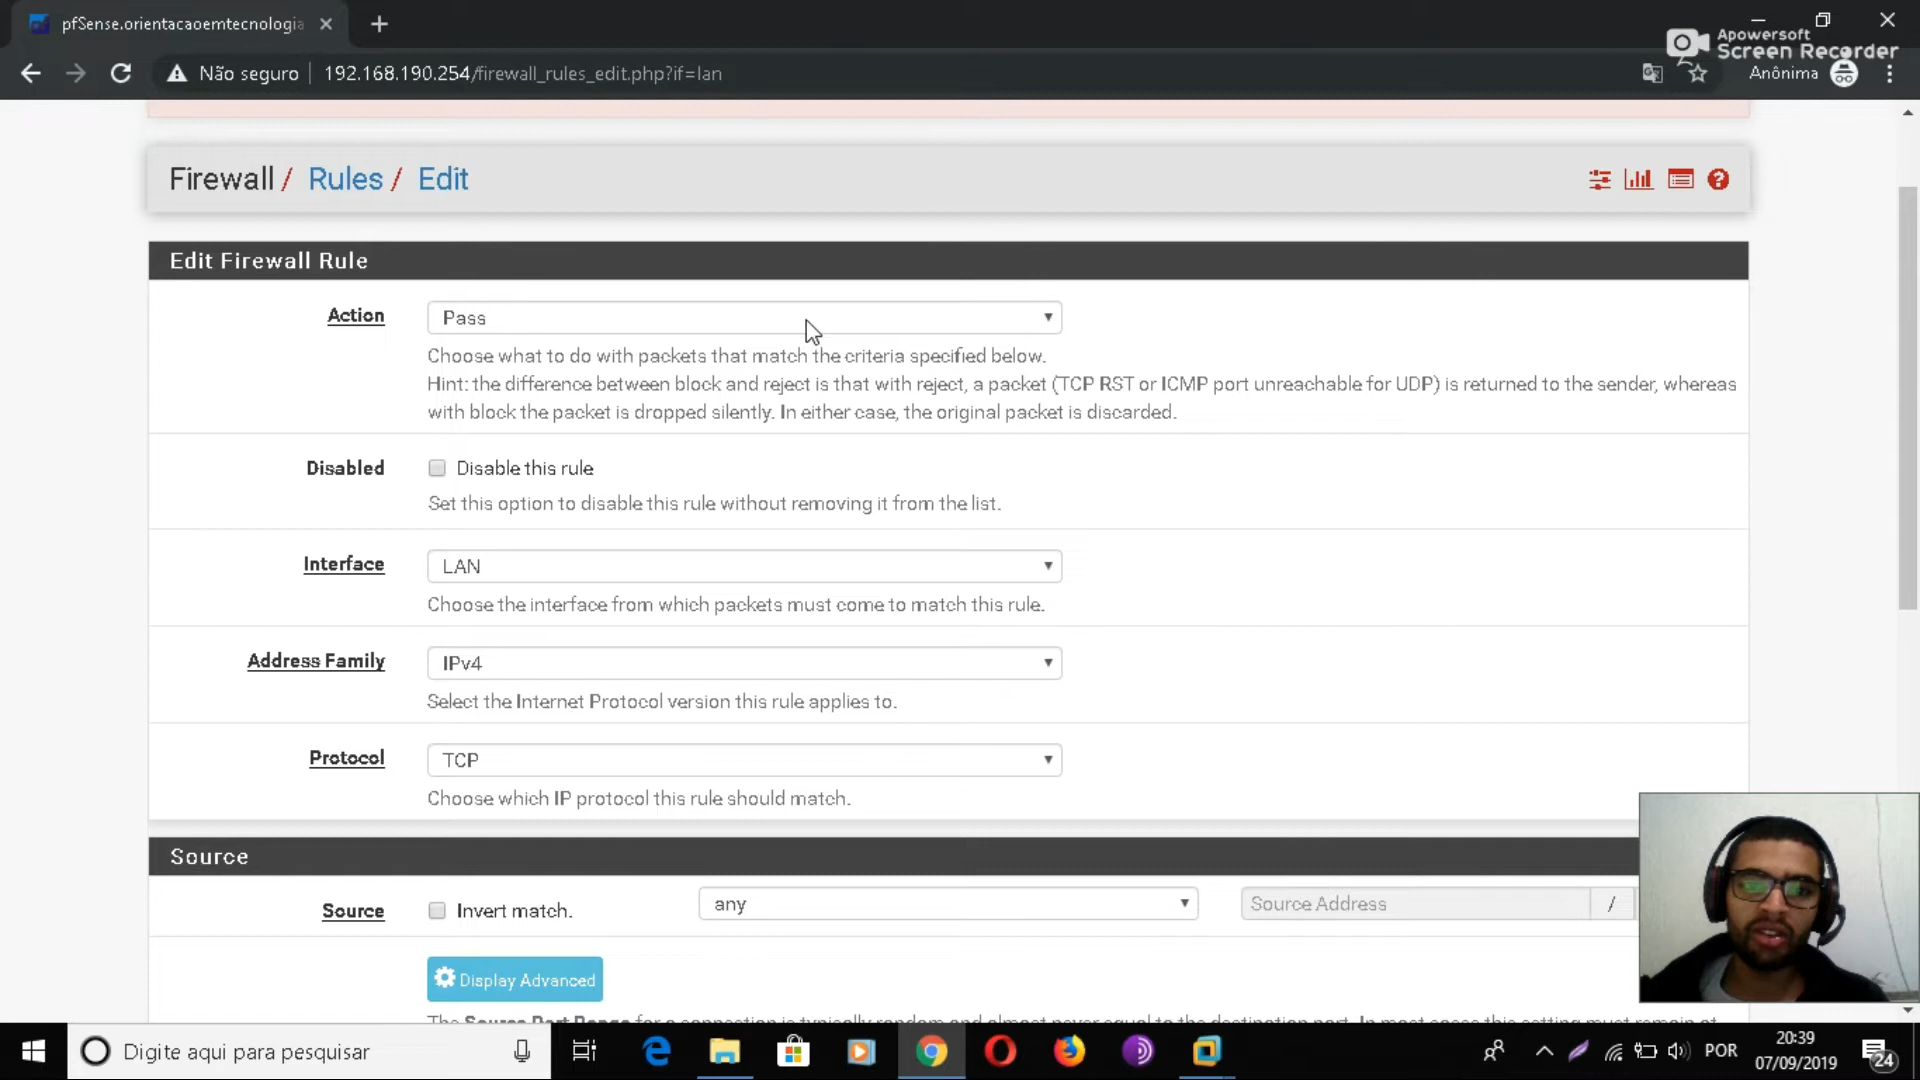 pfSense.orientacaoemtecnologia
Apowersoft
Screen Recorder
Não seguro
192.168.190.254/firewall_rules_edit.php?if=lan
Anônima
Firewall / Rules / Edit
Edit Firewall Rule
Action
Pass
Choose what to do with packets that match the criteria specified below.
Hint: the difference between block and reject is that with reject, a packet (TCP RST or ICMP port unreachable for UDP) is returned to the sender, whereas
with block the packet is dropped silently. In either case, the original packet is discarded.
Disabled
Disable this rule
Set this option to disable this rule without removing it from the list.
Interface
LAN
Choose the interface from which packets must come to match this rule.
Address Family
IPv4
Select the Internet Protocol version this rule applies to.
Protocol
TCP
Choose which IP protocol this rule should match.
Source
Source
Invert match.
any
Source Address
/
Display Advanced
The Source Port Range for a connection is typically random and almost never equal to the destination port. In most cases this setting must remain at
Digite aqui para pesquisar
POR
20:39
07/09/2019
24